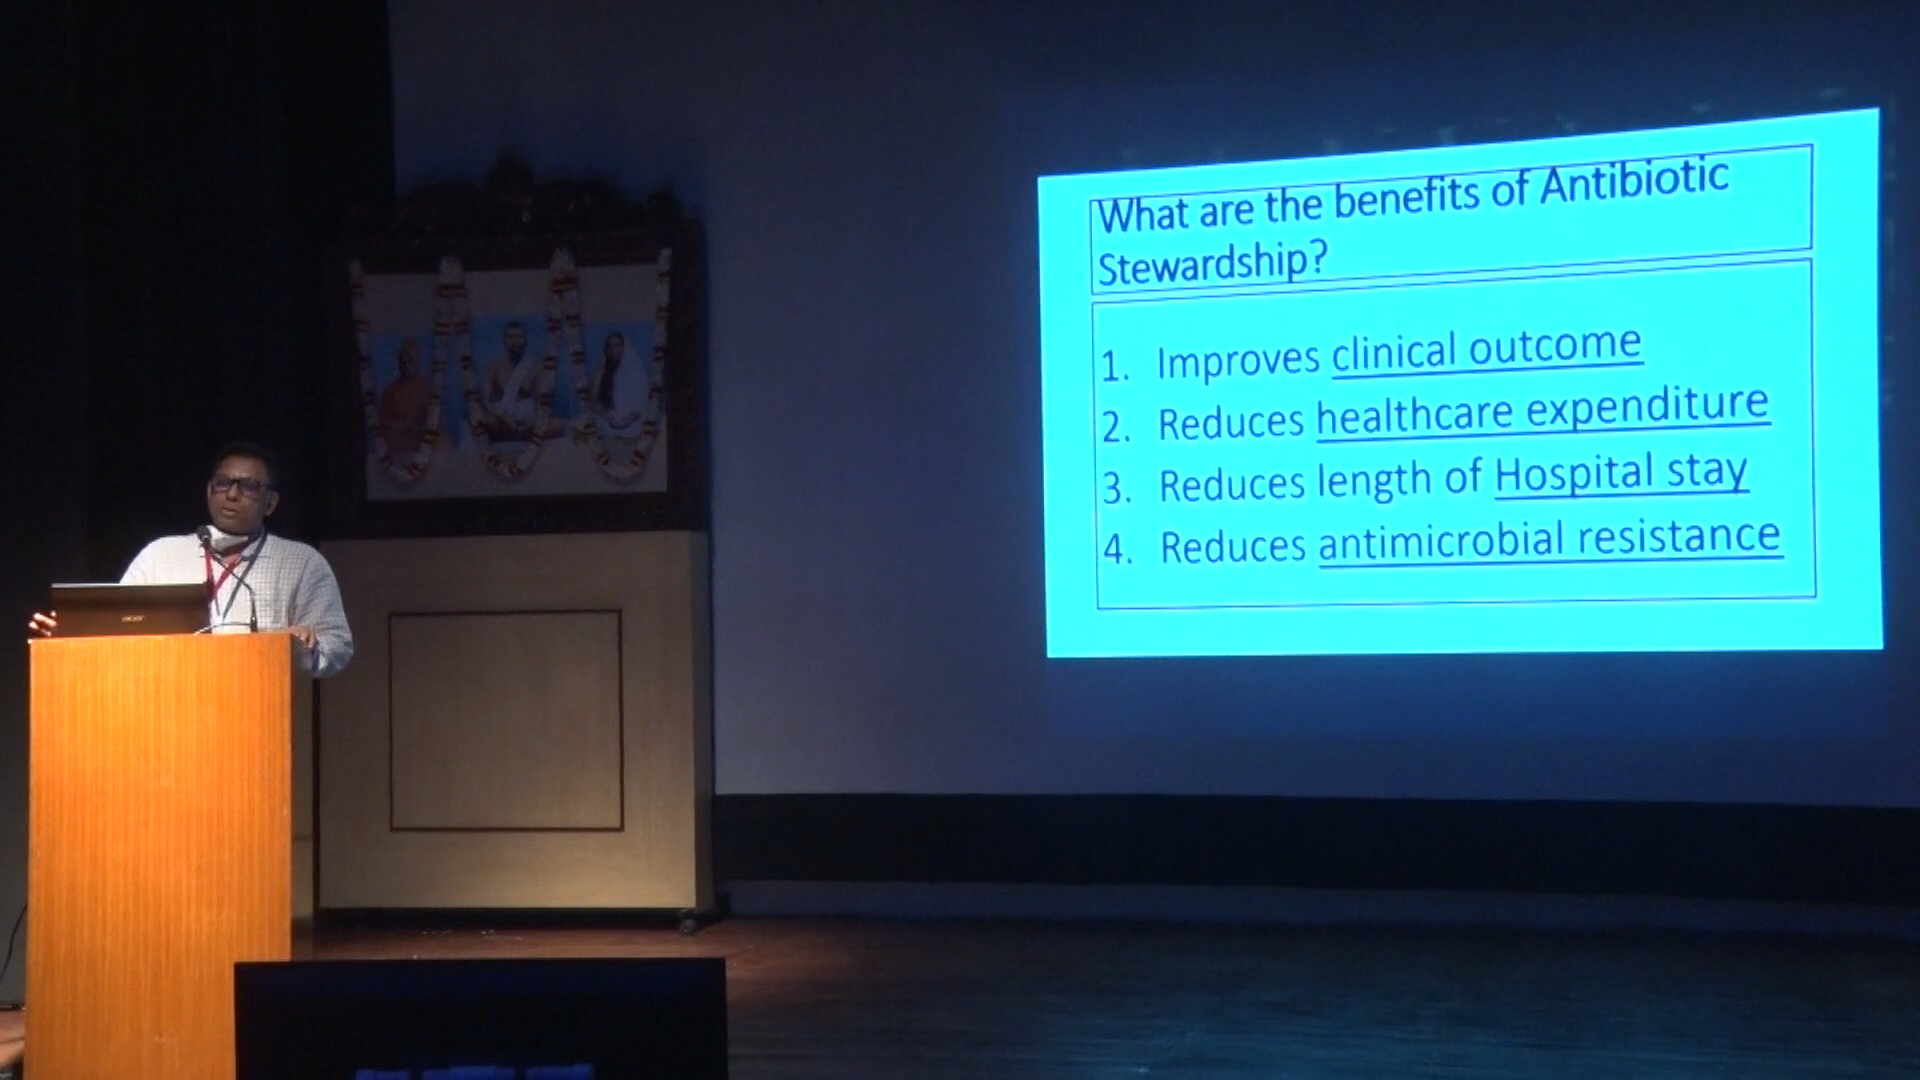 What are the benefits of Antibiotic
Stewardship?
1. Improves clinical outcome
2. Reduces healthcare expenditure
3. Reduces length of Hospital stay
4. Reduces antimicrobial resistance
acer